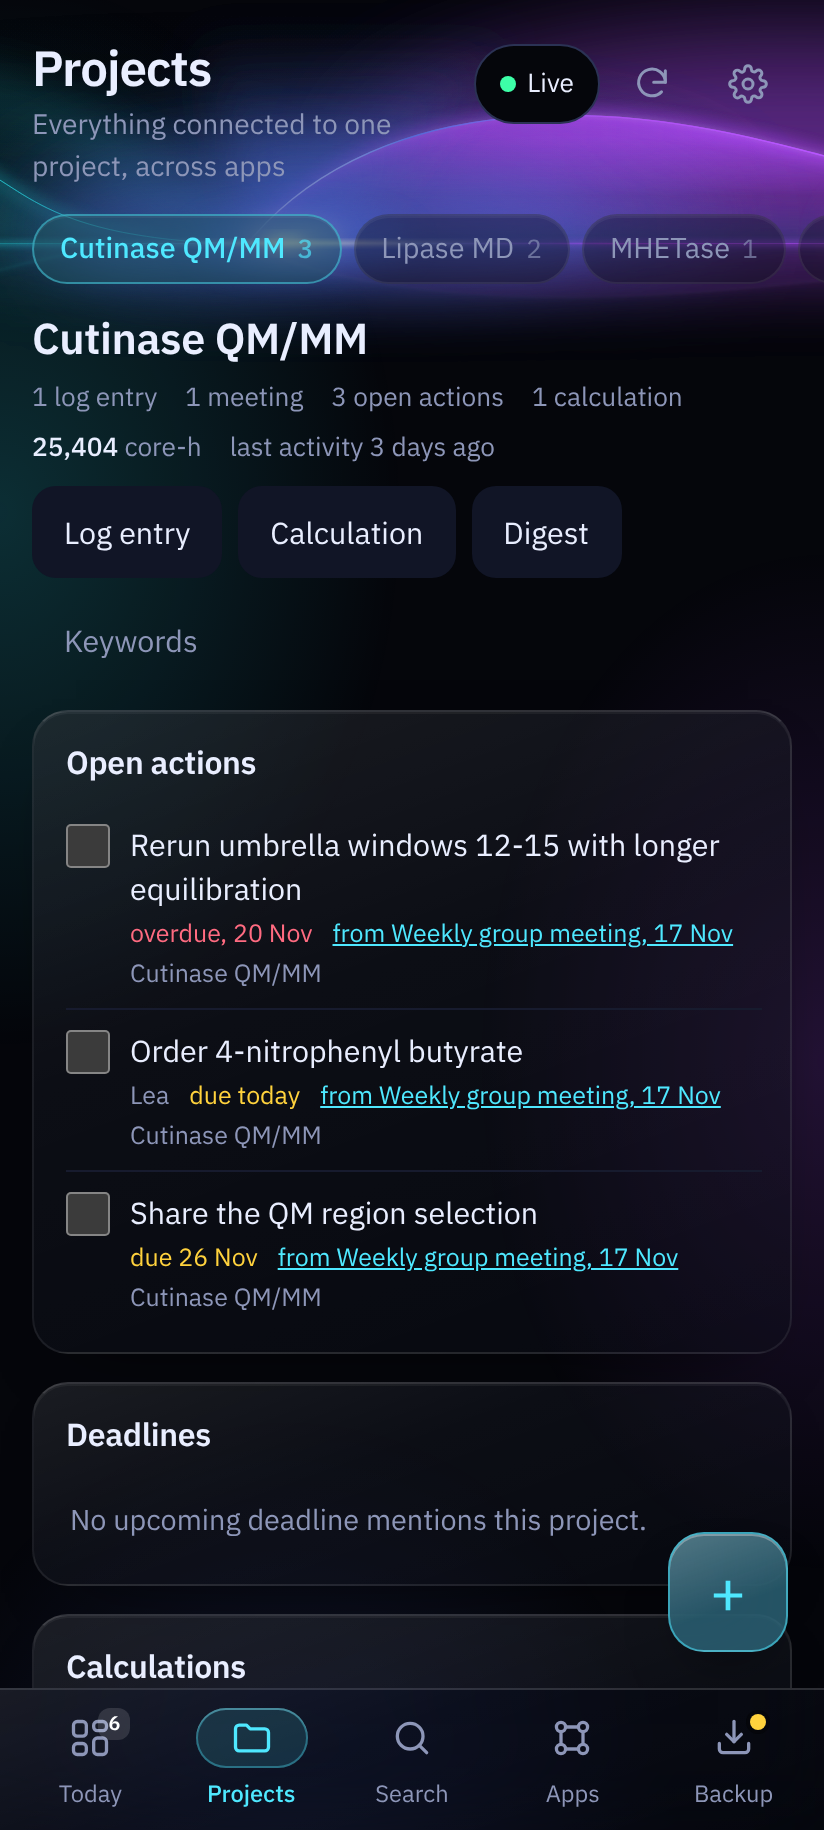 Projects
Live
Everything connected to one
project, across apps
Cutinase QM/MM 3
Lipase MD 2
MHETase 1
Cutinase QM/MM
1 log entry 1 meeting 3 open actions 1 calculation
25,404 core-h last activity 3 days ago
Log entry
Calculation
Digest
Keywords
Open actions
Rerun umbrella windows 12-15 with longer
equilibration
overdue, 20 Nov from Weekly group meeting, 17 Nov
Cutinase QM/MM
Order 4-nitrophenyl butyrate
Lea due today from Weekly group meeting, 17 Nov
Cutinase QM/MM
Share the QM region selection
due 26 Nov from Weekly group meeting, 17 Nov
Cutinase QM/MM
Deadlines
No upcoming deadline mentions this project.
+
Calculations
6
Today
Projects
Search
Apps
Backup